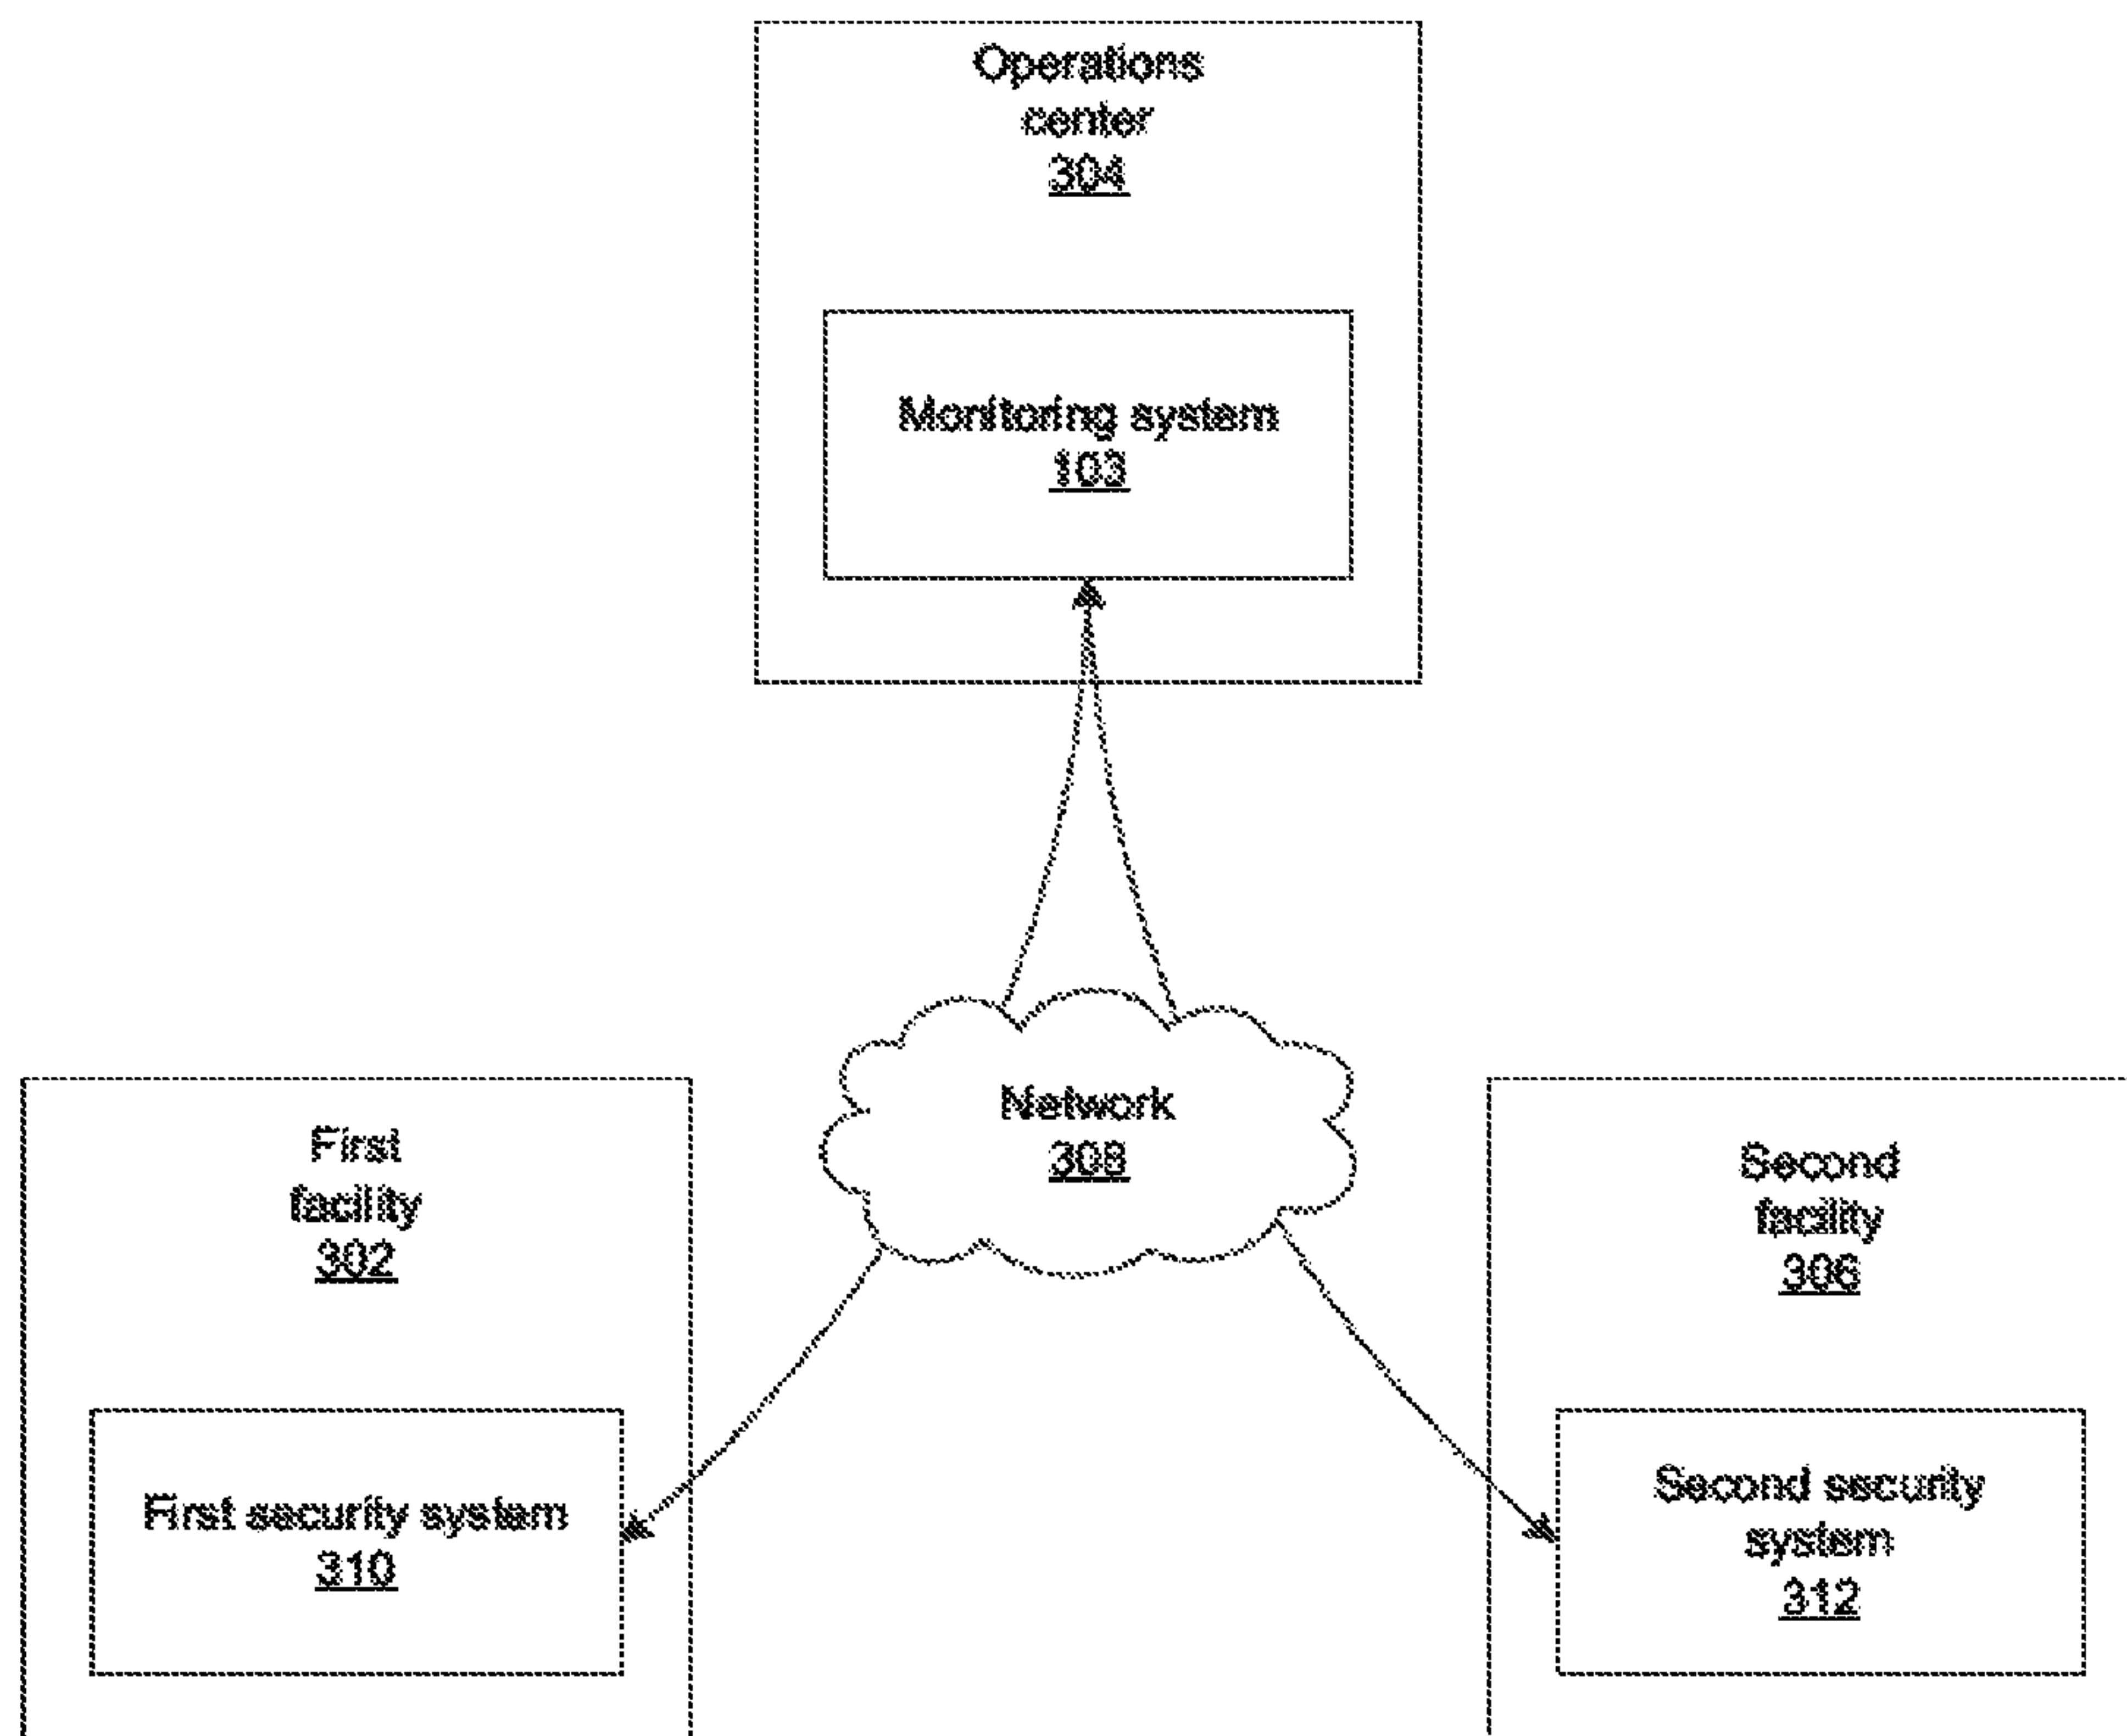 Operations
center
304
Monitoring system
103
Network
308
First
facility
302
Second
facility
306
First security system
310
Second security
system
312